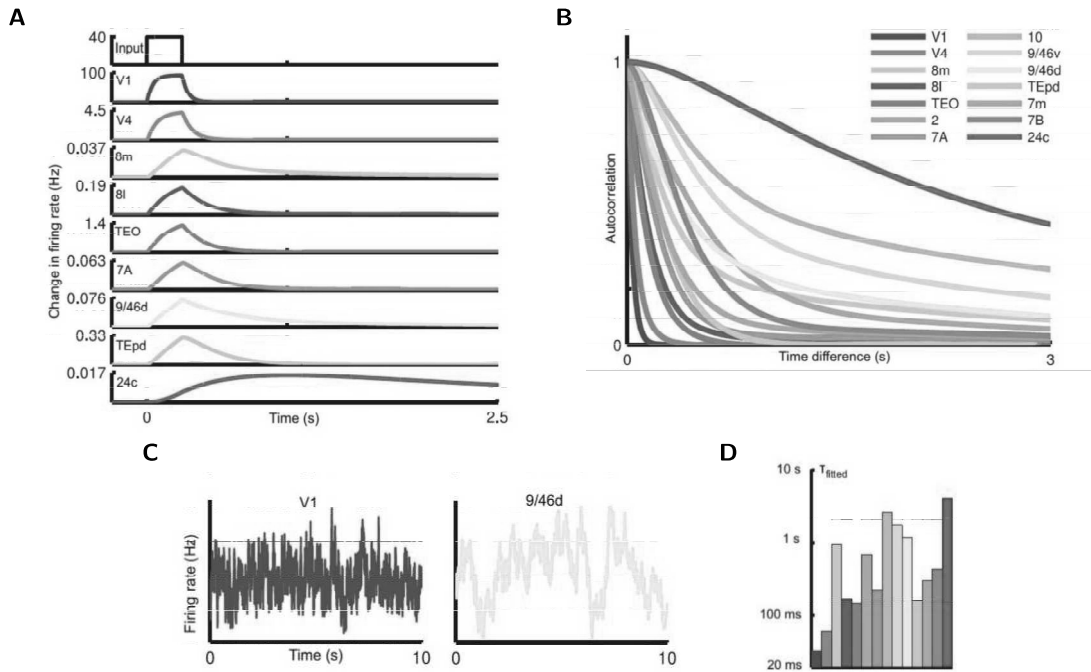 A
Change in firing rate (Hz)
40
Input
100
V1
4.5
V4
0.037
8m
0.19
8l
1.4
TEO
0.063
7A
0.076
9/46d
0.33
TEpd
0.017
24c
0
Time (s)
2.5
B
Autocorrelation
1
0
0
Time difference (s)
3
V1
V4
8m
8l
TEO
2
7A
10
9/46v
9/46d
TEpd
7m
7B
24c
C
Firing rate (Hz)
V1
0
Time (s)
10
9/46d
0
10
D
10 s
τfitted
1 s
100 ms
20 ms